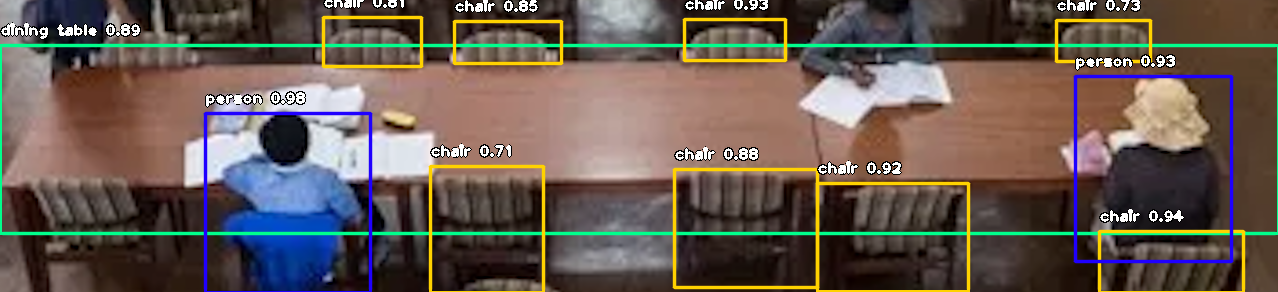 chair 0.81
chair 0.85
chair 0.93
chair 0.73
dining table 0.89
person 0.93
person 0.98
chair 0.71
chair 0.88
chair 0.92
chair 0.94